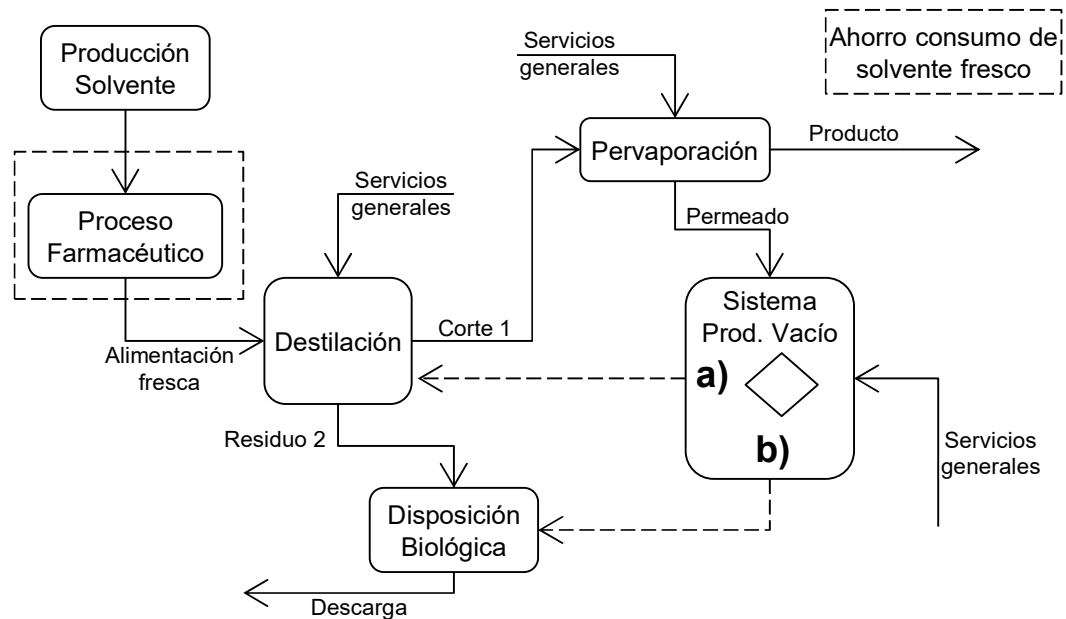 Producción
Solvente
Servicios
generales
Ahorro consumo de
solvente fresco
Pervaporación
Producto
Proceso
Farmacéutico
Servicios
generales
Permeado
Alimentación
fresca
Destilación
Corte 1
Sistema
Prod. Vacío
a)
b)
Servicios
generales
Residuo 2
Disposición
Biológica
Descarga